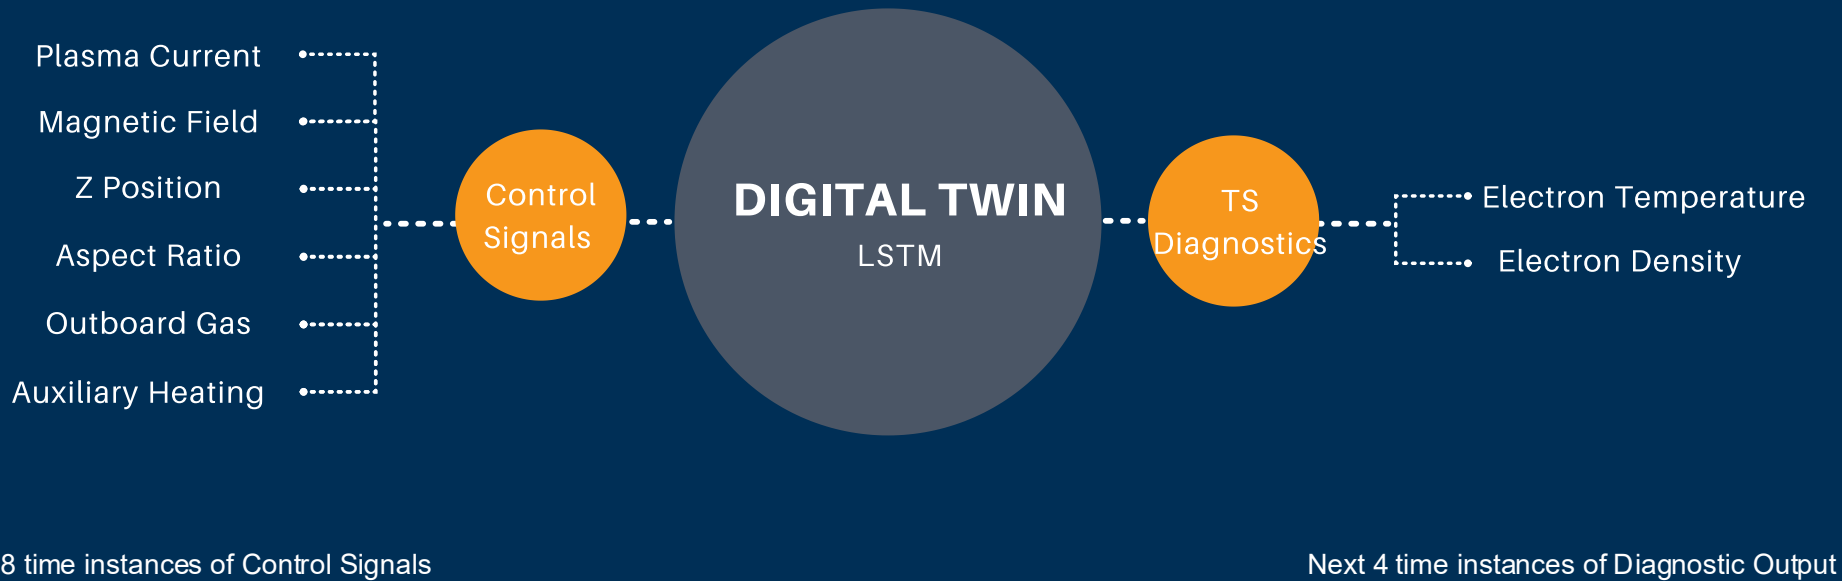 Plasma Current
Magnetic Field
Z Position
Aspect Ratio
Outboard Gas
Auxiliary Heating
Control
Signals
DIGITAL TWIN
LSTM
TS
Diagnostics
Electron Temperature
Electron Density
8 time instances of Control Signals
Next 4 time instances of Diagnostic Output